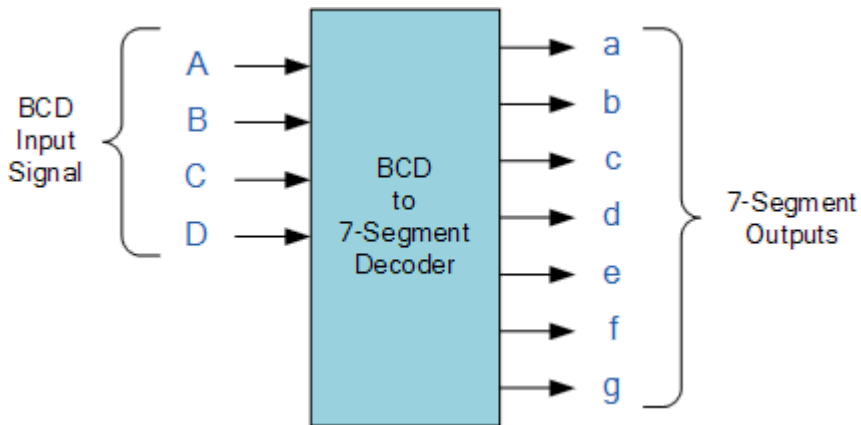 BCD
Input
Signal
A
B
C
D
BCD
to
7-Segment
Decoder
a
b
c
d
e
f
g
7-Segment
Outputs